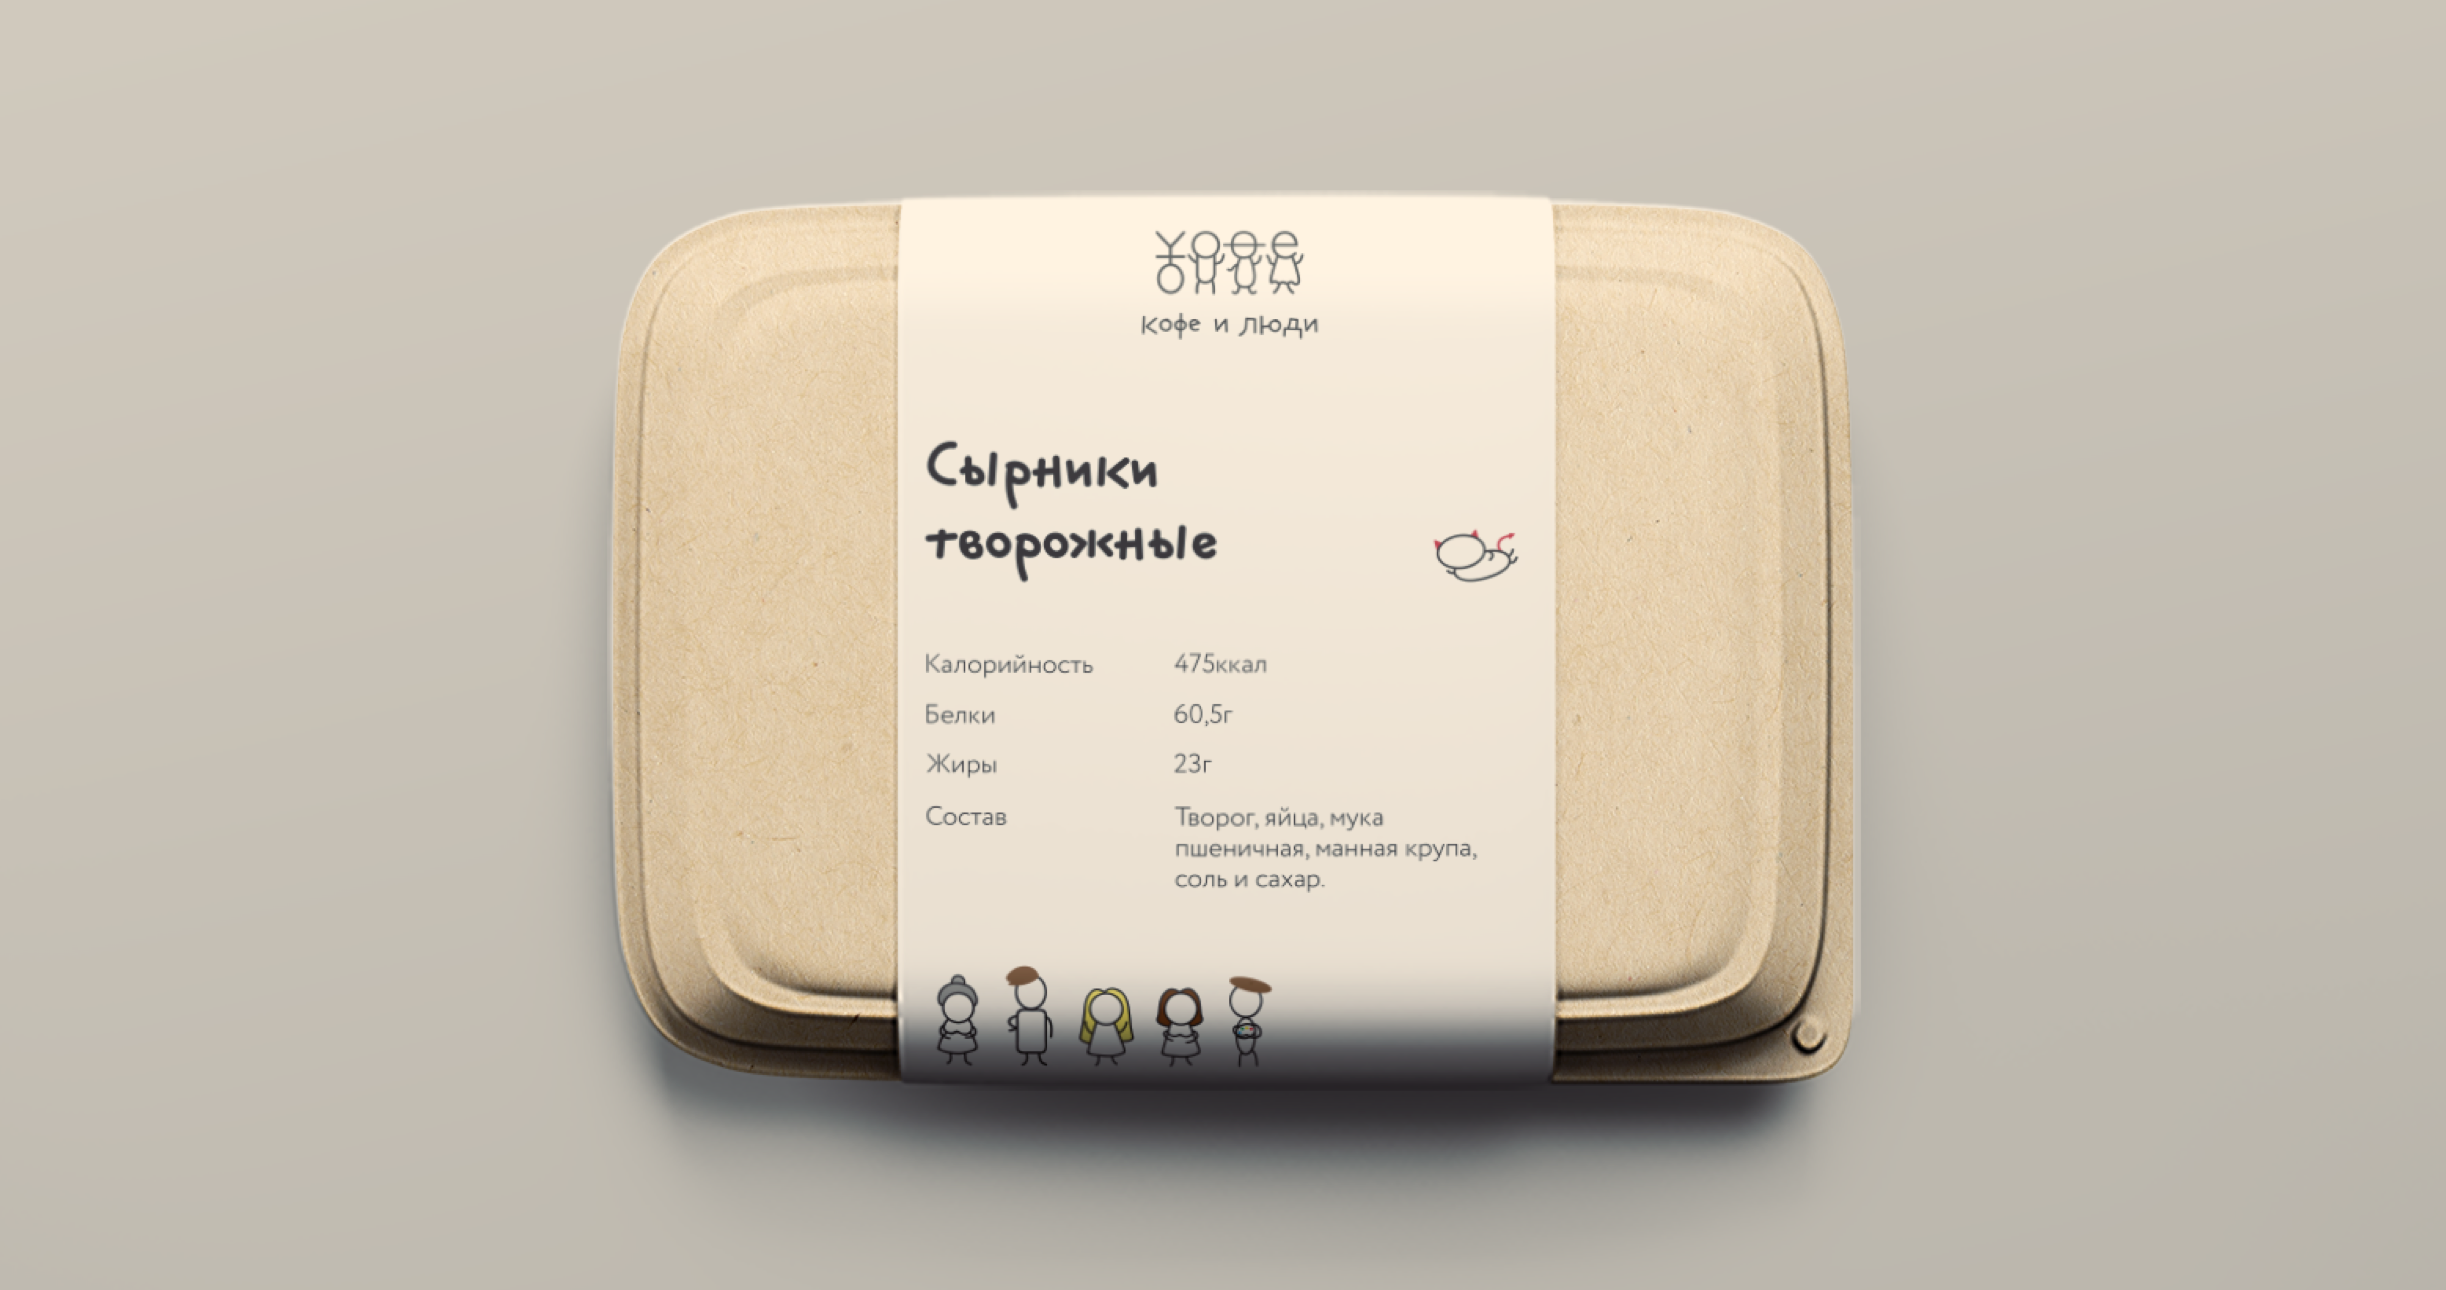 кофе и люди
Сырники
творожные
Калорийность 475ккал
Белки 60,5г
Жиры 23г
Состав Творог, яйца, мука
пшеничная, манная крупа,
соль и сахар.